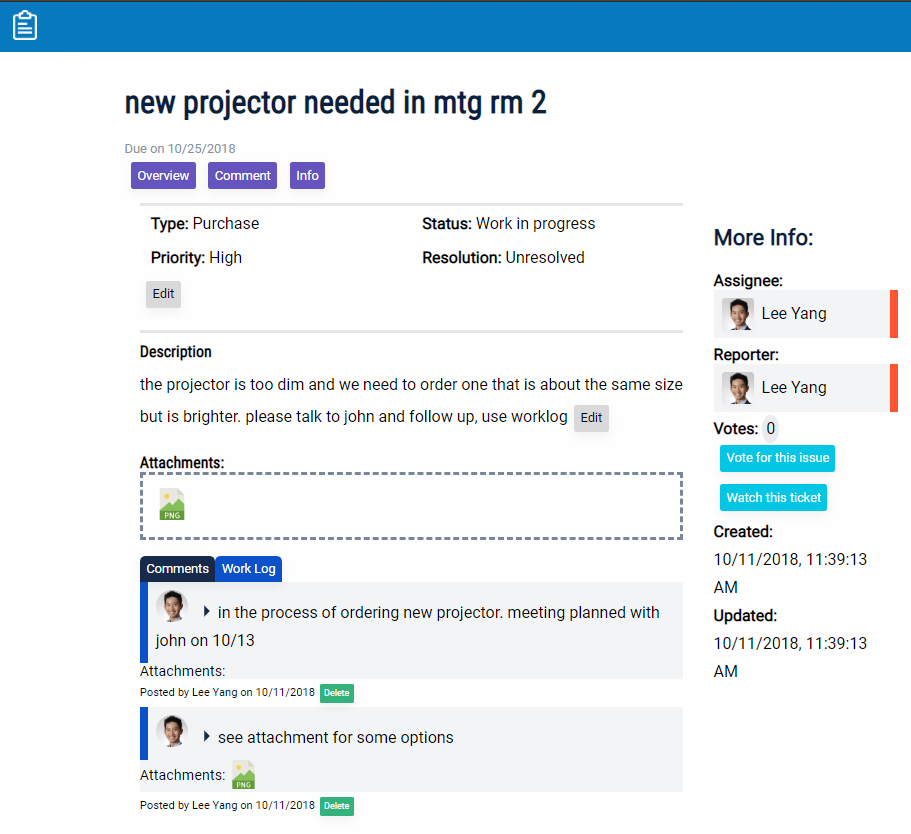 new projector needed in mtg rm 2
Due on 10/25/2018
Overview Comment Info
Type: Purchase Status: Work in progress
Priority: High Resolution: Unresolved
Edit
Description
the projector is too dim and we need to order one that is about the same size
but is brighter. please talk to john and follow up, use worklog Edit
Attachments:
PNG
Comments Work Log
in the process of ordering new projector. meeting planned with
john on 10/13
Attachments:
Posted by Lee Yang on 10/11/2018 Delete
see attachment for some options
Attachments: PNG
Posted by Lee Yang on 10/11/2018 Delete
More Info:
Assignee:
Lee Yang
Reporter:
Lee Yang
Votes: 0
Vote for this issue
Watch this ticket
Created:
10/11/2018, 11:39:13
AM
Updated:
10/11/2018, 11:39:13
AM